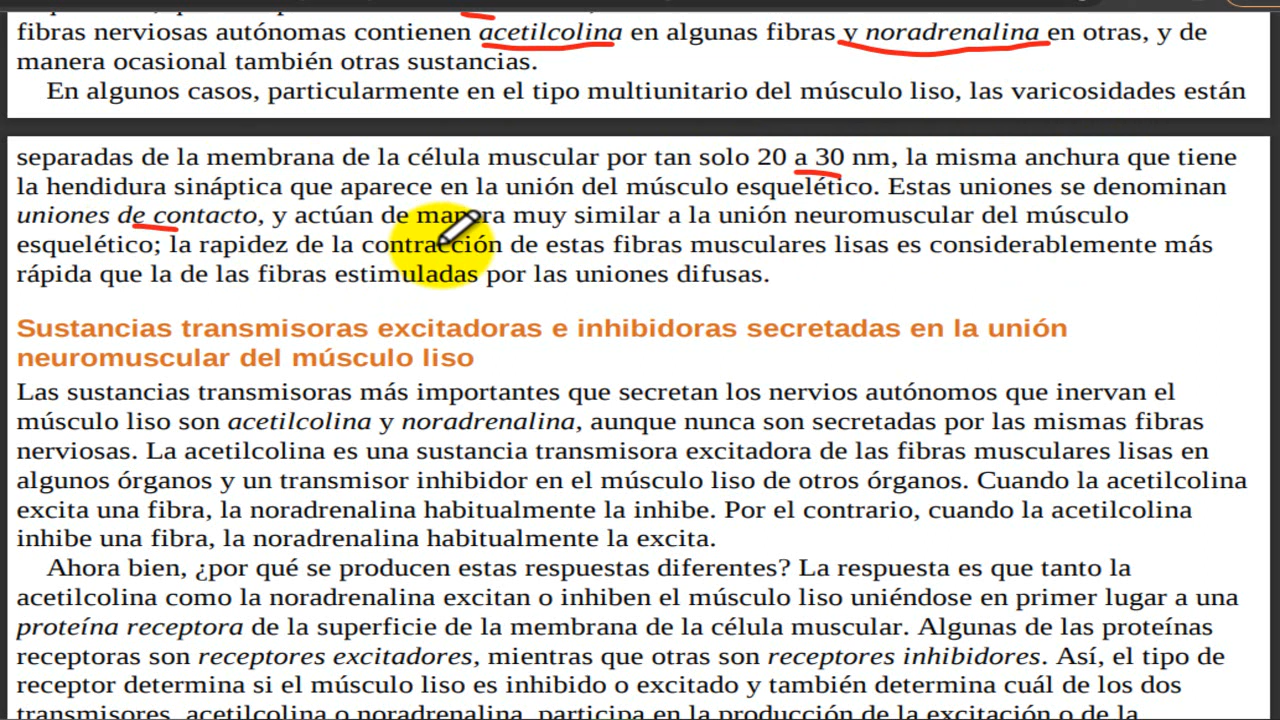 fibras nerviosas autónomas contienen acetilcolina en algunas fibras y noradrenalina en otras, y de
manera ocasional también otras sustancias.
En algunos casos, particularmente en el tipo multiunitario del músculo liso, las varicosidades están
separadas de la membrana de la célula muscular por tan solo 20 a 30 nm, la misma anchura que tiene
la hendidura sináptica que aparece en la unión del músculo esquelético. Estas uniones se denominan
uniones de contacto, y actúan de manera muy similar a la unión neuromuscular del músculo
esquelético; la rapidez de la contracción de estas fibras musculares lisas es considerablemente más
rápida que la de las fibras estimuladas por las uniones difusas.
Sustancias transmisoras excitadoras e inhibidoras secretadas en la unión
neuromuscular del músculo liso
Las sustancias transmisoras más importantes que secretan los nervios autónomos que inervan el
músculo liso son acetilcolina y noradrenalina, aunque nunca son secretadas por las mismas fibras
nerviosas. La acetilcolina es una sustancia transmisora excitadora de las fibras musculares lisas en
algunos órganos y un transmisor inhibidor en el músculo liso de otros órganos. Cuando la acetilcolina
excita una fibra, la noradrenalina habitualmente la inhibe. Por el contrario, cuando la acetilcolina
inhibe una fibra, la noradrenalina habitualmente la excita.
Ahora bien, ¿por qué se producen estas respuestas diferentes? La respuesta es que tanto la
acetilcolina como la noradrenalina excitan o inhiben el músculo liso uniéndose en primer lugar a una
proteína receptora de la superficie de la membrana de la célula muscular. Algunas de las proteínas
receptoras son receptores excitadores, mientras que otras son receptores inhibidores. Así, el tipo de
receptor determina si el músculo liso es inhibido o excitado y también determina cuál de los dos
transmisores, acetilcolina o noradrenalina, participa en la producción de la excitación o de la